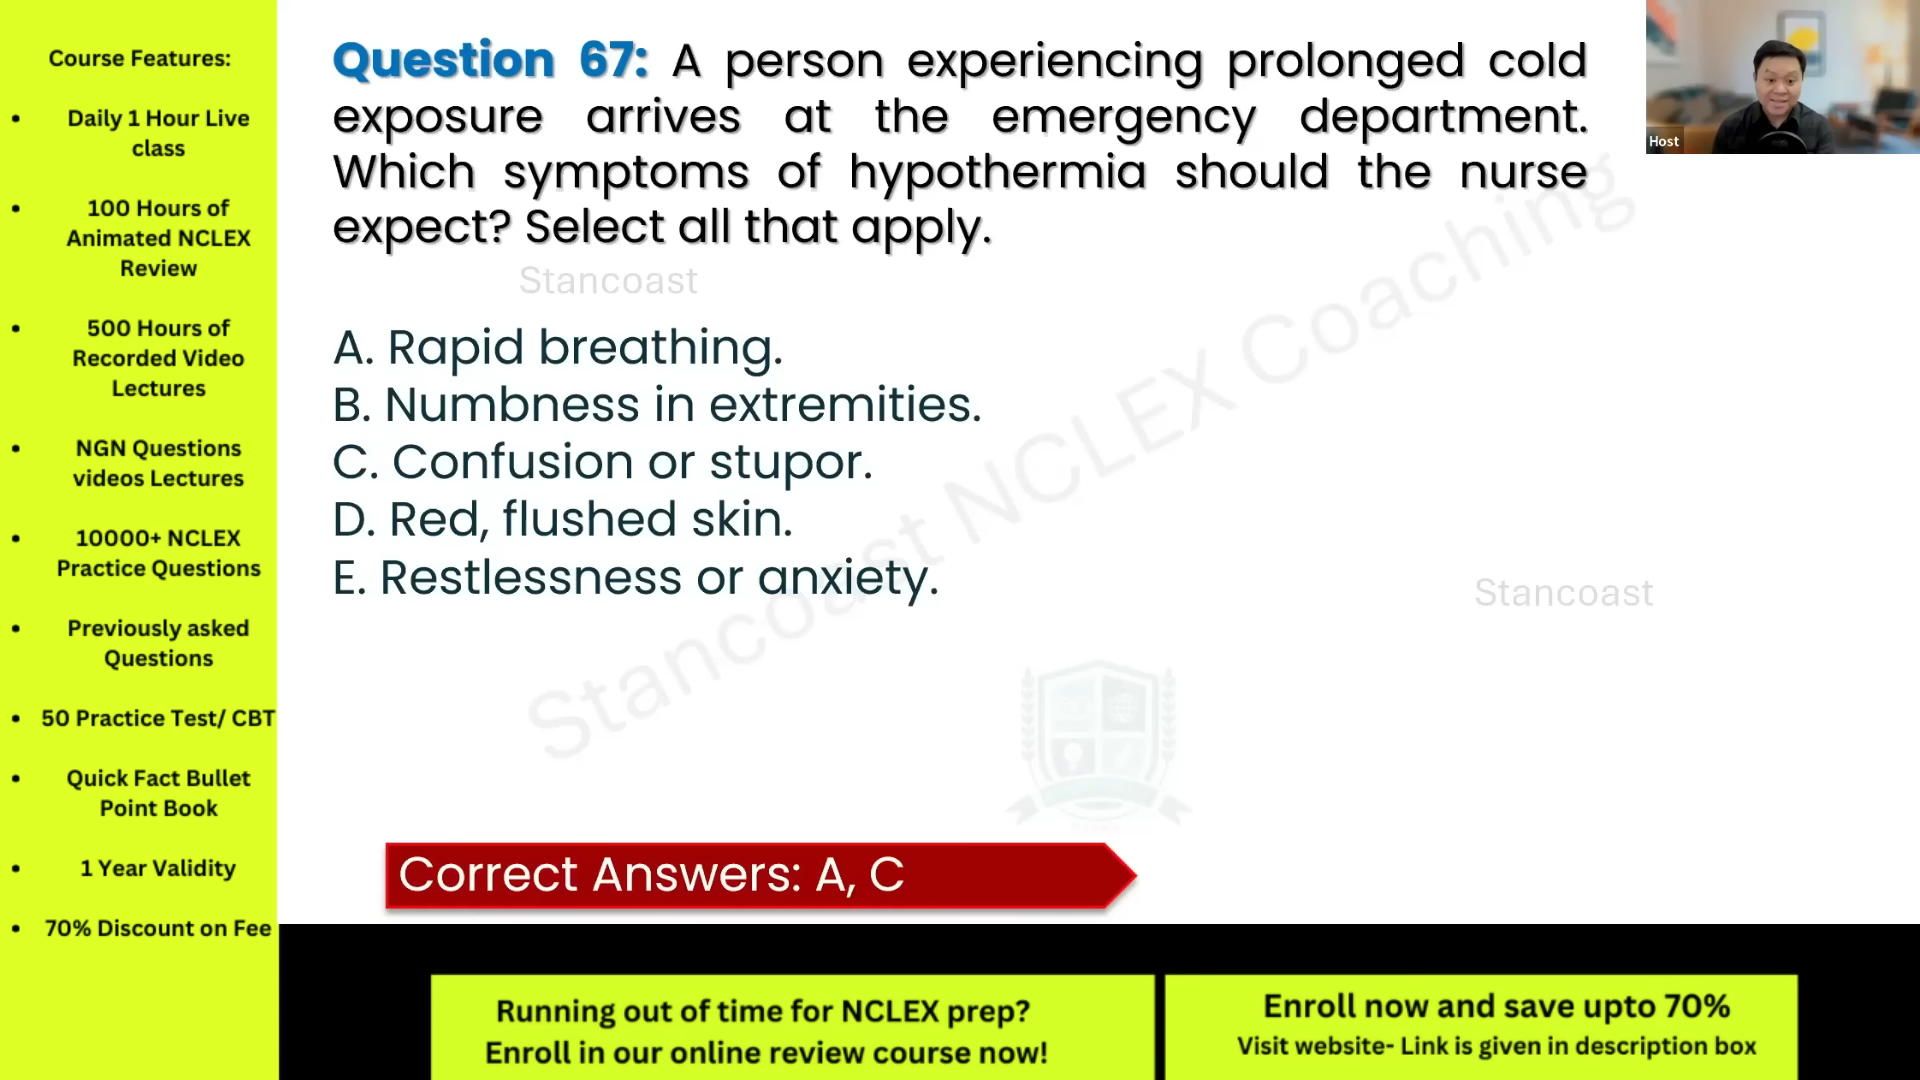 Course Features:
• Daily 1 Hour Live
class
• 100 Hours of
Animated NCLEX
Review
• 500 Hours of
Recorded Video
Lectures
• NGN Questions
videos Lectures
• 10000+ NCLEX
Practice Questions
• Previously asked
Questions
• 50 Practice Test/ CBT
• Quick Fact Bullet
Point Book
• 1 Year Validity
• 70% Discount on Fee
Question 67: A person experiencing prolonged cold
exposure arrives at the emergency department.
Which symptoms of hypothermia should the nurse
expect? Select all that apply.
Stancoast
A. Rapid breathing.
B. Numbness in extremities.
C. Confusion or stupor.
D. Red, flushed skin.
E. Restlessness or anxiety.
Stancoast
Stancoast NCLEX Coaching
Correct Answers: A, C
Host
Running out of time for NCLEX prep?
Enroll in our online review course now!
Enroll now and save upto 70%
Visit website- Link is given in description box